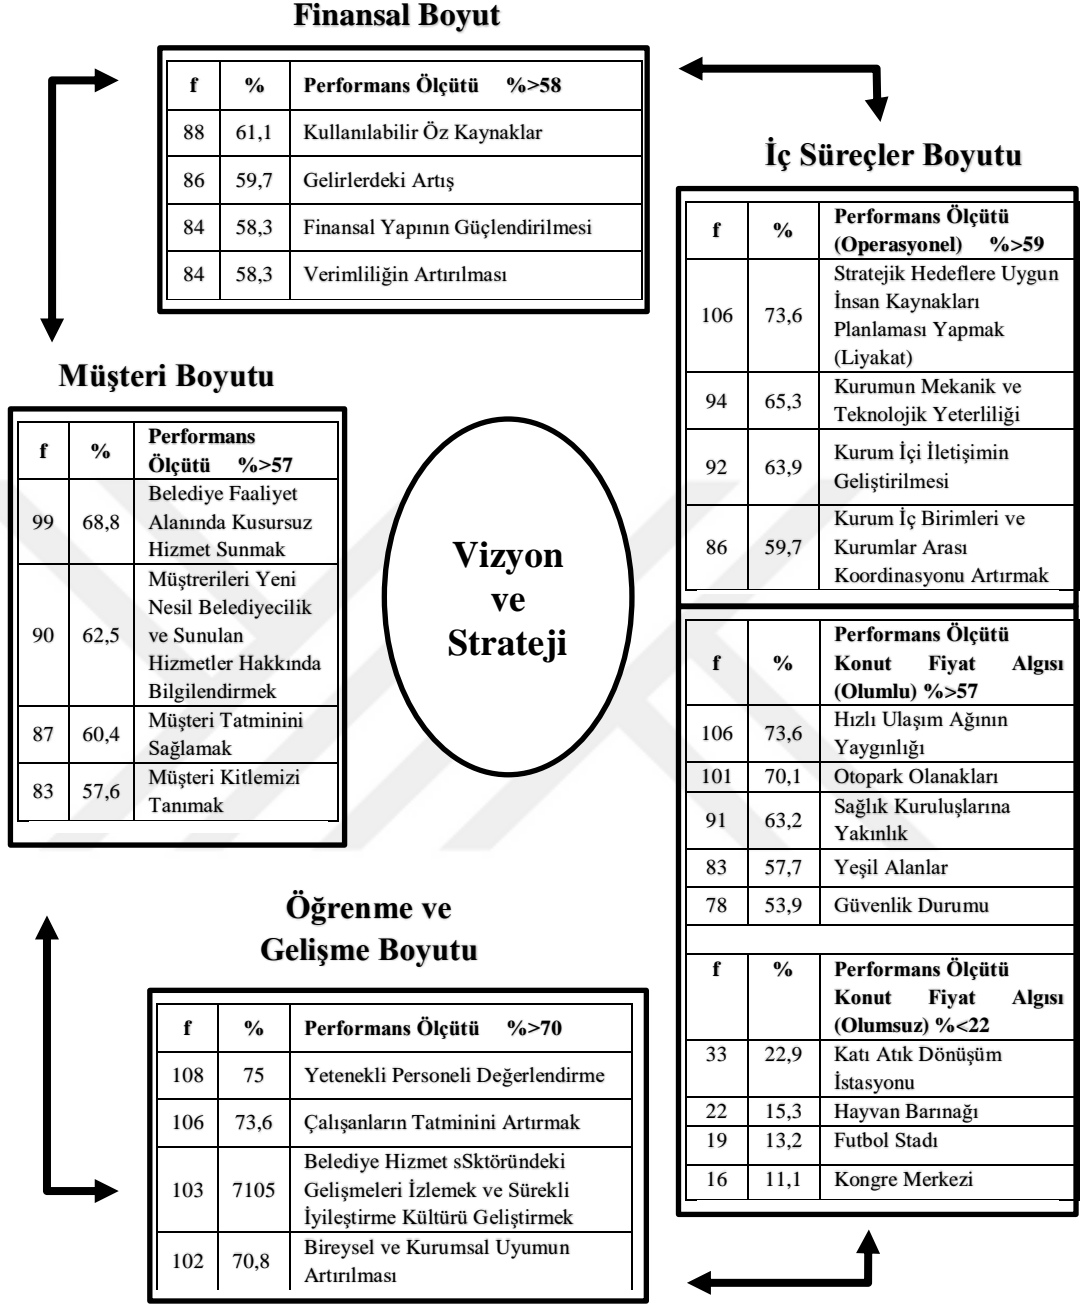 Finansal Boyut
f % Performans Ölçütü %>58
88 61,1 Kullanılabilir Öz Kaynaklar
86 59,7 Gelirlerdeki Artış
84 58,3 Finansal Yapının Güçlendirilmesi
84 58,3 Verimliliğin Artırılması
İç Süreçler Boyutu
f % Performans Ölçütü
(Operasyonel) %>59
106 73,6 Stratejik Hedeflere Uygun
İnsan Kaynakları
Planlaması Yapmak
(Liyakat)
94 65,3 Kurumun Mekanik ve
Teknolojik Yeterliliği
92 63,9 Kurum İçi İletişimin
Geliştirilmesi
86 59,7 Kurum İç Birimleri ve
Kurumlar Arası
Koordinasyonu Artırmak
f % Performans Ölçütü
Konut Fiyat Algısı
(Olumlu) %>57
106 73,6 Hızlı Ulaşım Ağının
Yaygınlığı
101 70,1 Otopark Olanakları
91 63,2 Sağlık Kuruluşlarına
Yakınlık
83 57,7 Yeşil Alanlar
78 53,9 Güvenlik Durumu
f % Performans Ölçütü
Konut Fiyat Algısı
(Olumsuz) %<22
33 22,9 Katı Atık Dönüşüm
İstasyonu
22 15,3 Hayvan Barınağı
19 13,2 Futbol Stadı
16 11,1 Kongre Merkezi
Müşteri Boyutu
f % Performans
Ölçütü %>57
99 68,8 Belediye Faaliyet
Alanında Kusursuz
Hizmet Sunmak
90 62,5 Müştrerileri Yeni
Nesil Belediyecilik
ve Sunulan
Hizmetler Hakkında
Bilgilendirmek
87 60,4 Müşteri Tatminini
Sağlamak
83 57,6 Müşteri Kitlemizi
Tanımak
Vizyon
ve
Strateji
Öğrenme ve
Gelişme Boyutu
f % Performans Ölçütü %>70
108 75 Yetenekli Personeli Değerlendirme
106 73,6 Çalışanların Tatminini Artırmak
103 7105 Belediye Hizmet sSktöründeki
Gelişmeleri İzlemek ve Sürekli
İyileştirme Kültürü Geliştirmek
102 70,8 Bireysel ve Kurumsal Uyumun
Artırılması